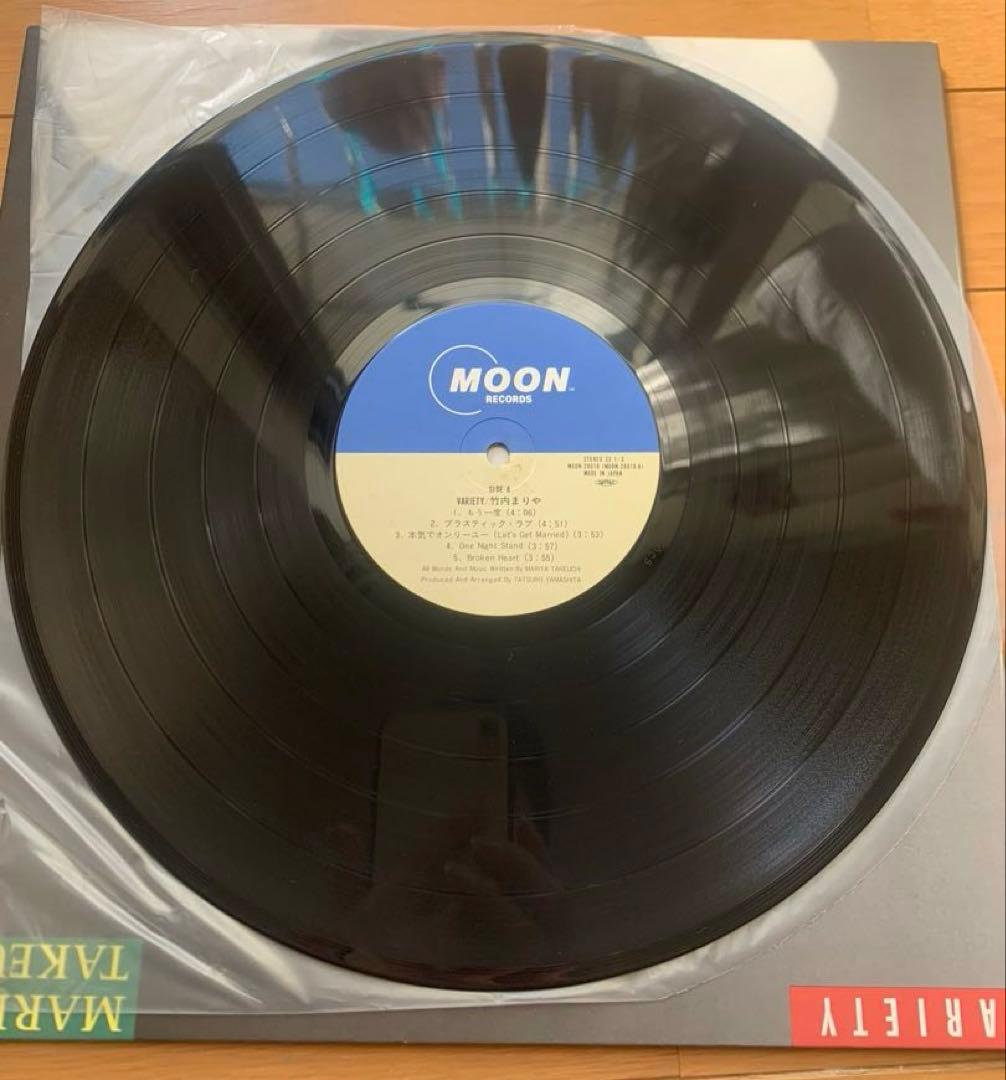 MOON
RECORDS
STEREO 33 1/3
MOON-28018 (MOON-28018A)
MADE IN JAPAN
SIDE A
VARIETY/竹内まりや
1. もう一度 (4:06)
2. プラスティック・ラブ (4:51)
3. 本気でオンリーユー (Let's Get Married) (3:53)
4. One Night Stand (3:57)
5. Broken Heart (3:55)
All Words And Music Written By MARIYA TAKEUCHI
Produced And Arranged By TATSURO YAMASHITA
ARIETY
MARI
TAKEU